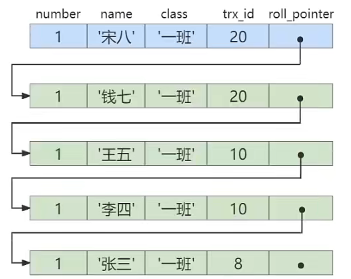 number name class trx_id roll_pointer
1 '宋八' '一班' 20
1 '钱七' '一班' 20
1 '王五' '一班' 10
1 '李四' '一班' 10
1 '张三' '一班' 8